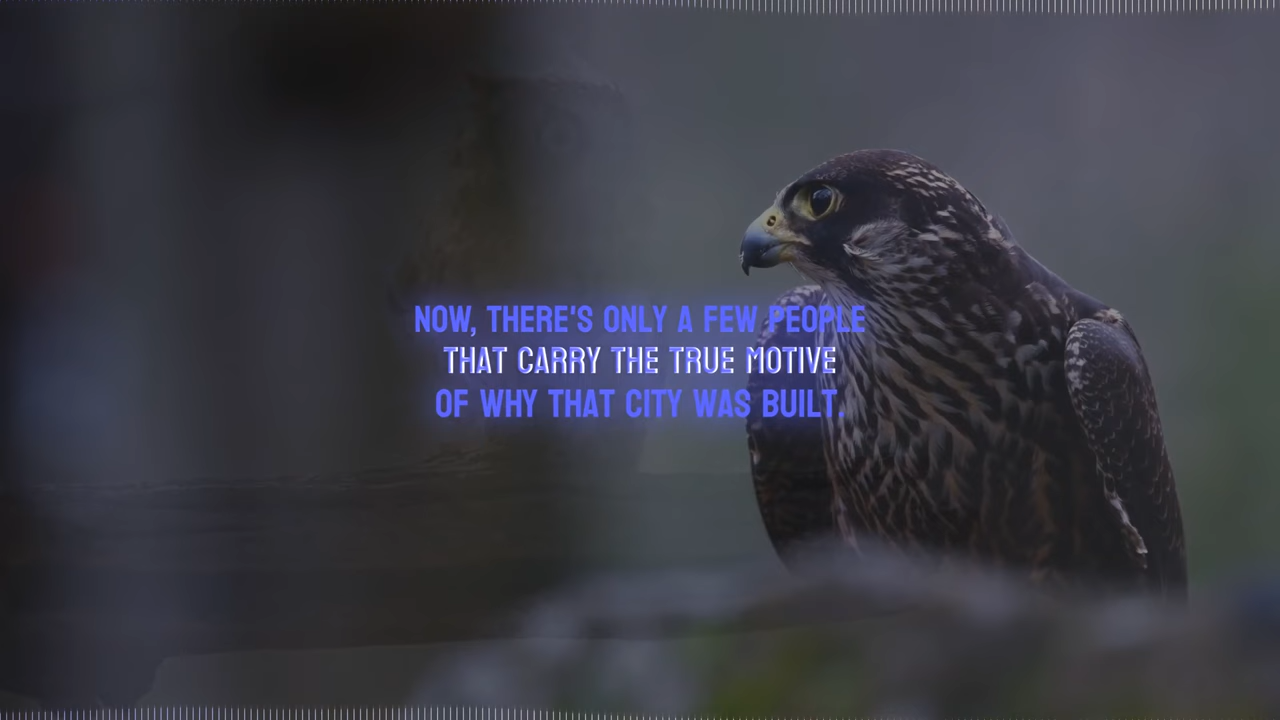 NOW, THERE'S ONLY A FEW PEOPLE
THAT CARRY THE TRUE MOTIVE
OF WHY THAT CITY WAS BUILT.